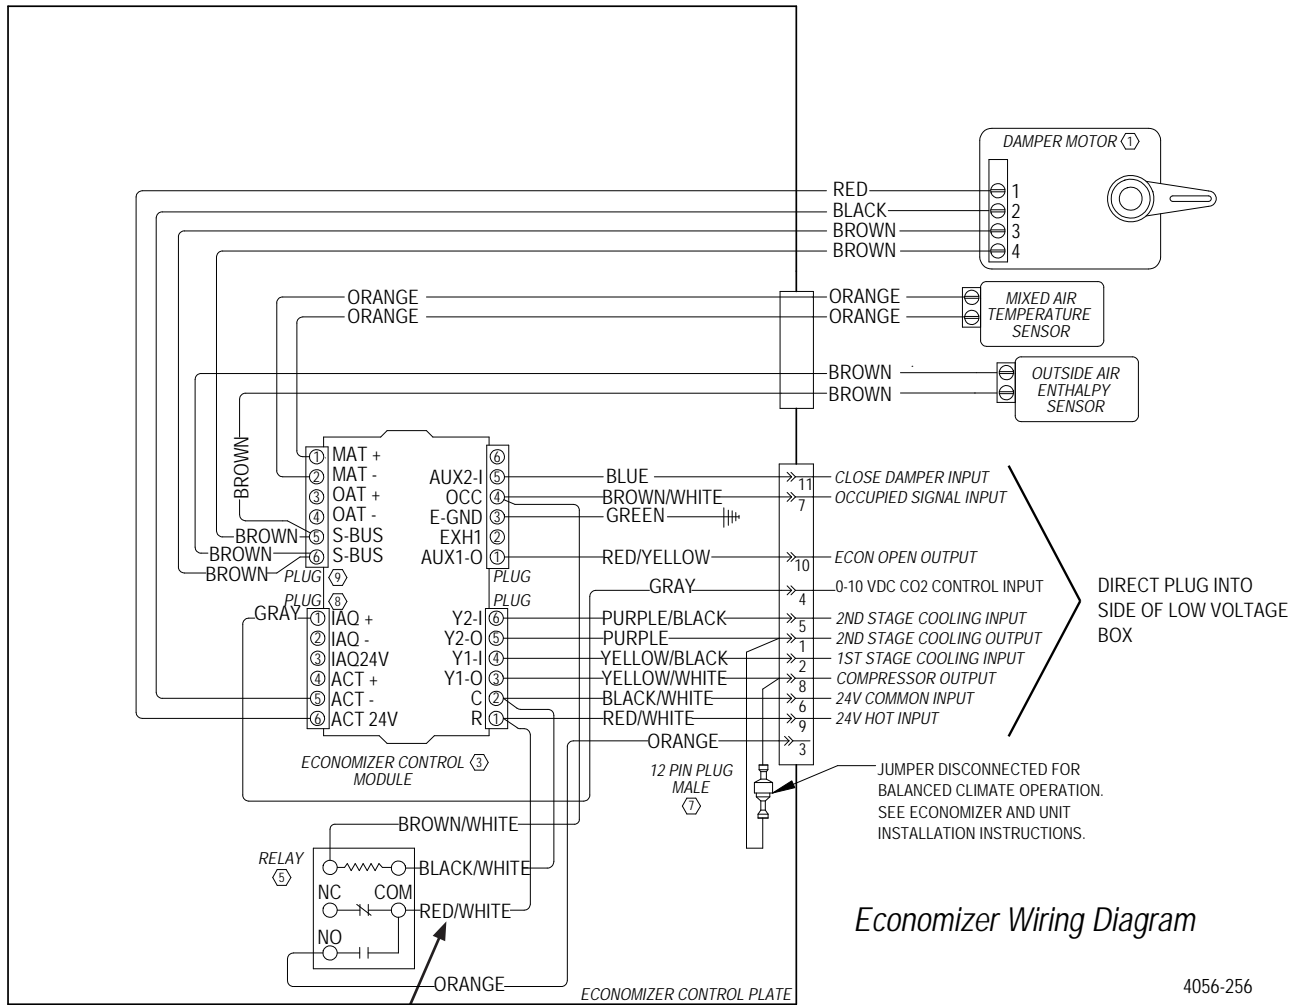 DAMPER MOTOR 1
RED
1
BLACK
2
BROWN
3
BROWN
4
ORANGE
ORANGE
MIXED AIR
ORANGE
ORANGE
TEMPERATURE
SENSOR
BROWN
OUTSIDE AIR
BROWN
ENTHALPY
SENSOR
BROWN
1 MAT +
6
2 MAT -
AUX2-I 5
BLUE
11
CLOSE DAMPER INPUT
3 OAT +
OCC 4
BROWN/WHITE
7
OCCUPIED SIGNAL INPUT
4 OAT -
E-GND 3
GREEN
BROWN
5 S-BUS
EXH1 2
BROWN
6 S-BUS
AUX1-O 1
RED/YELLOW
10
ECON OPEN OUTPUT
BROWN
PLUG 9
PLUG
GRAY
4
0-10 VDC CO2 CONTROL INPUT
PLUG 8
PLUG
GRAY
1 IAQ +
Y2-I 6
PURPLE/BLACK
5
2ND STAGE COOLING INPUT
2 IAQ -
Y2-O 5
PURPLE
1
2ND STAGE COOLING OUTPUT
3 IAQ24V
Y1-I 4
YELLOW/BLACK
2
1ST STAGE COOLING INPUT
4 ACT +
Y1-O 3
YELLOW/WHITE
8
COMPRESSOR OUTPUT
5 ACT -
C 2
BLACK/WHITE
6
24V COMMON INPUT
6 ACT 24V
R 1
RED/WHITE
9
24V HOT INPUT
ORANGE
3
DIRECT PLUG INTO
SIDE OF LOW VOLTAGE
BOX
ECONOMIZER CONTROL 3
MODULE
12 PIN PLUG
MALE
7
JUMPER DISCONNECTED FOR
BALANCED CLIMATE OPERATION.
SEE ECONOMIZER AND UNIT
INSTALLATION INSTRUCTIONS.
BROWN/WHITE
RELAY
5
BLACK/WHITE
NC
COM
RED/WHITE
NO
ORANGE
ECONOMIZER CONTROL PLATE
Economizer Wiring Diagram
4056-256